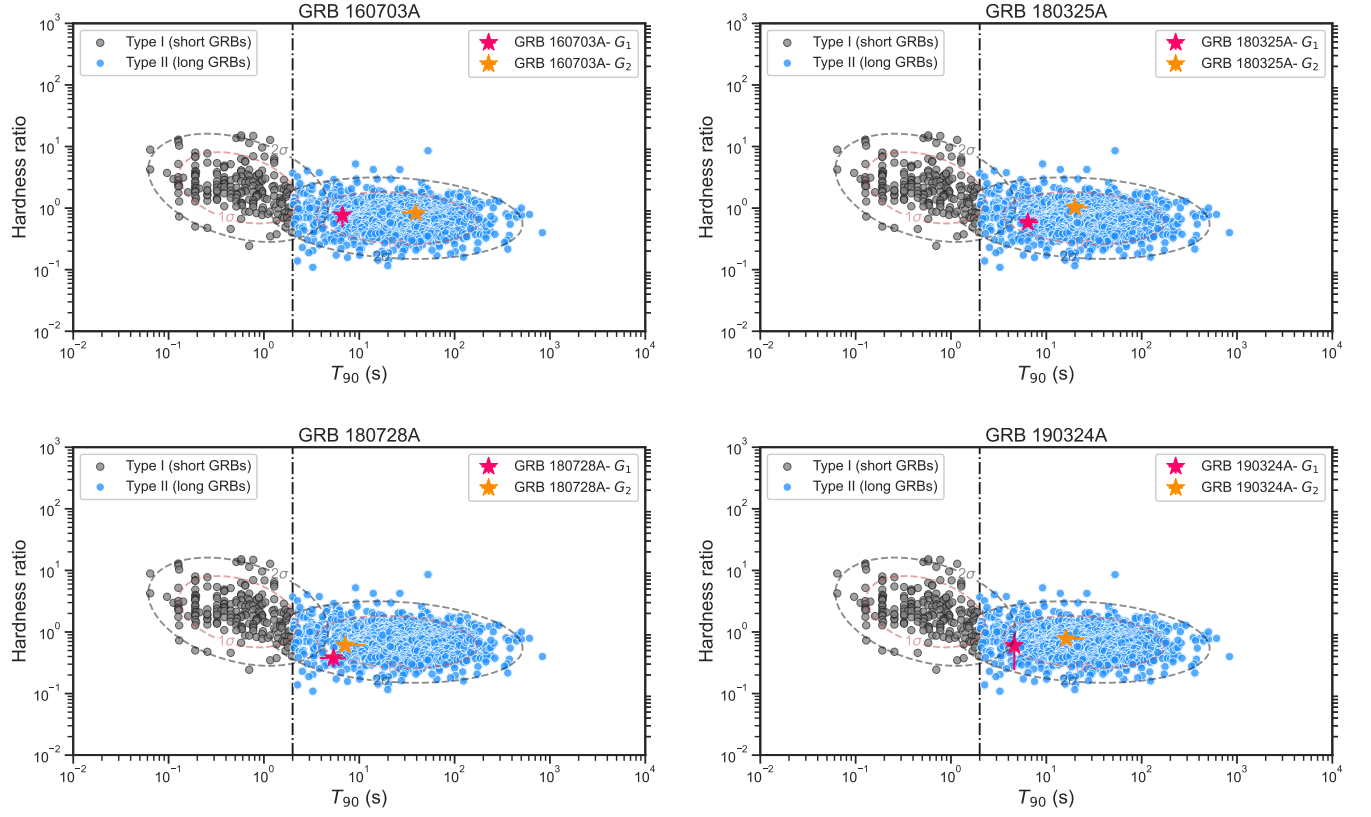 GRB 160703A
Hardness ratio
10³
10²
10¹
10⁰
10⁻¹
10⁻²
Type I (short GRBs)
Type II (long GRBs)
GRB 160703A- G₁
GRB 160703A- G₂
2σ
1σ
2σ
10⁻² 10⁻¹ 10⁰ 10¹ 10² 10³ 10⁴
T₉₀ (s)
GRB 180325A
Hardness ratio
10³
10²
10¹
10⁰
10⁻¹
10⁻²
Type I (short GRBs)
Type II (long GRBs)
GRB 180325A- G₁
GRB 180325A- G₂
2σ
1σ
2σ
10⁻² 10⁻¹ 10⁰ 10¹ 10² 10³ 10⁴
T₉₀ (s)
GRB 180728A
Hardness ratio
10³
10²
10¹
10⁰
10⁻¹
10⁻²
Type I (short GRBs)
Type II (long GRBs)
GRB 180728A- G₁
GRB 180728A- G₂
2σ
1σ
2σ
10⁻² 10⁻¹ 10⁰ 10¹ 10² 10³ 10⁴
T₉₀ (s)
GRB 190324A
Hardness ratio
10³
10²
10¹
10⁰
10⁻¹
10⁻²
Type I (short GRBs)
Type II (long GRBs)
GRB 190324A- G₁
GRB 190324A- G₂
2σ
1σ
2σ
10⁻² 10⁻¹ 10⁰ 10¹ 10² 10³ 10⁴
T₉₀ (s)